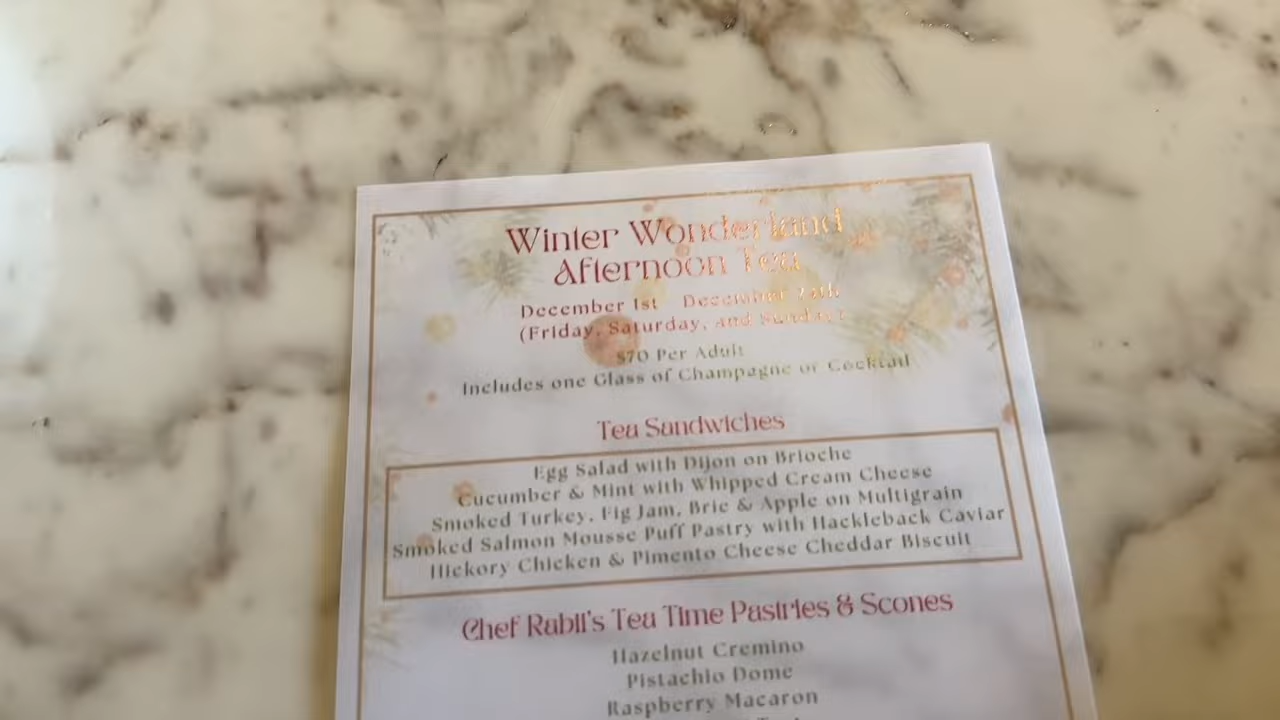 Winter Wonderland
Afternoon Tea
December 1st December 24th
(Friday, Saturday, and Sunday)
$70 Per Adult
Includes one Glass of Champagne or Cocktail
Tea Sandwiches
Egg Salad with Dijon on Brioche
Cucumber & Mint with Whipped Cream Cheese
Smoked Turkey, Fig Jam, Brie & Apple on Multigrain
Smoked Salmon Mousse Puff Pastry with Hackleback Caviar
Hickory Chicken & Pimento Cheese Cheddar Biscuit
Chef Rabii's Tea Time Pastries & Scones
Hazelnut Cremino
Pistachio Dome
Raspberry Macaron